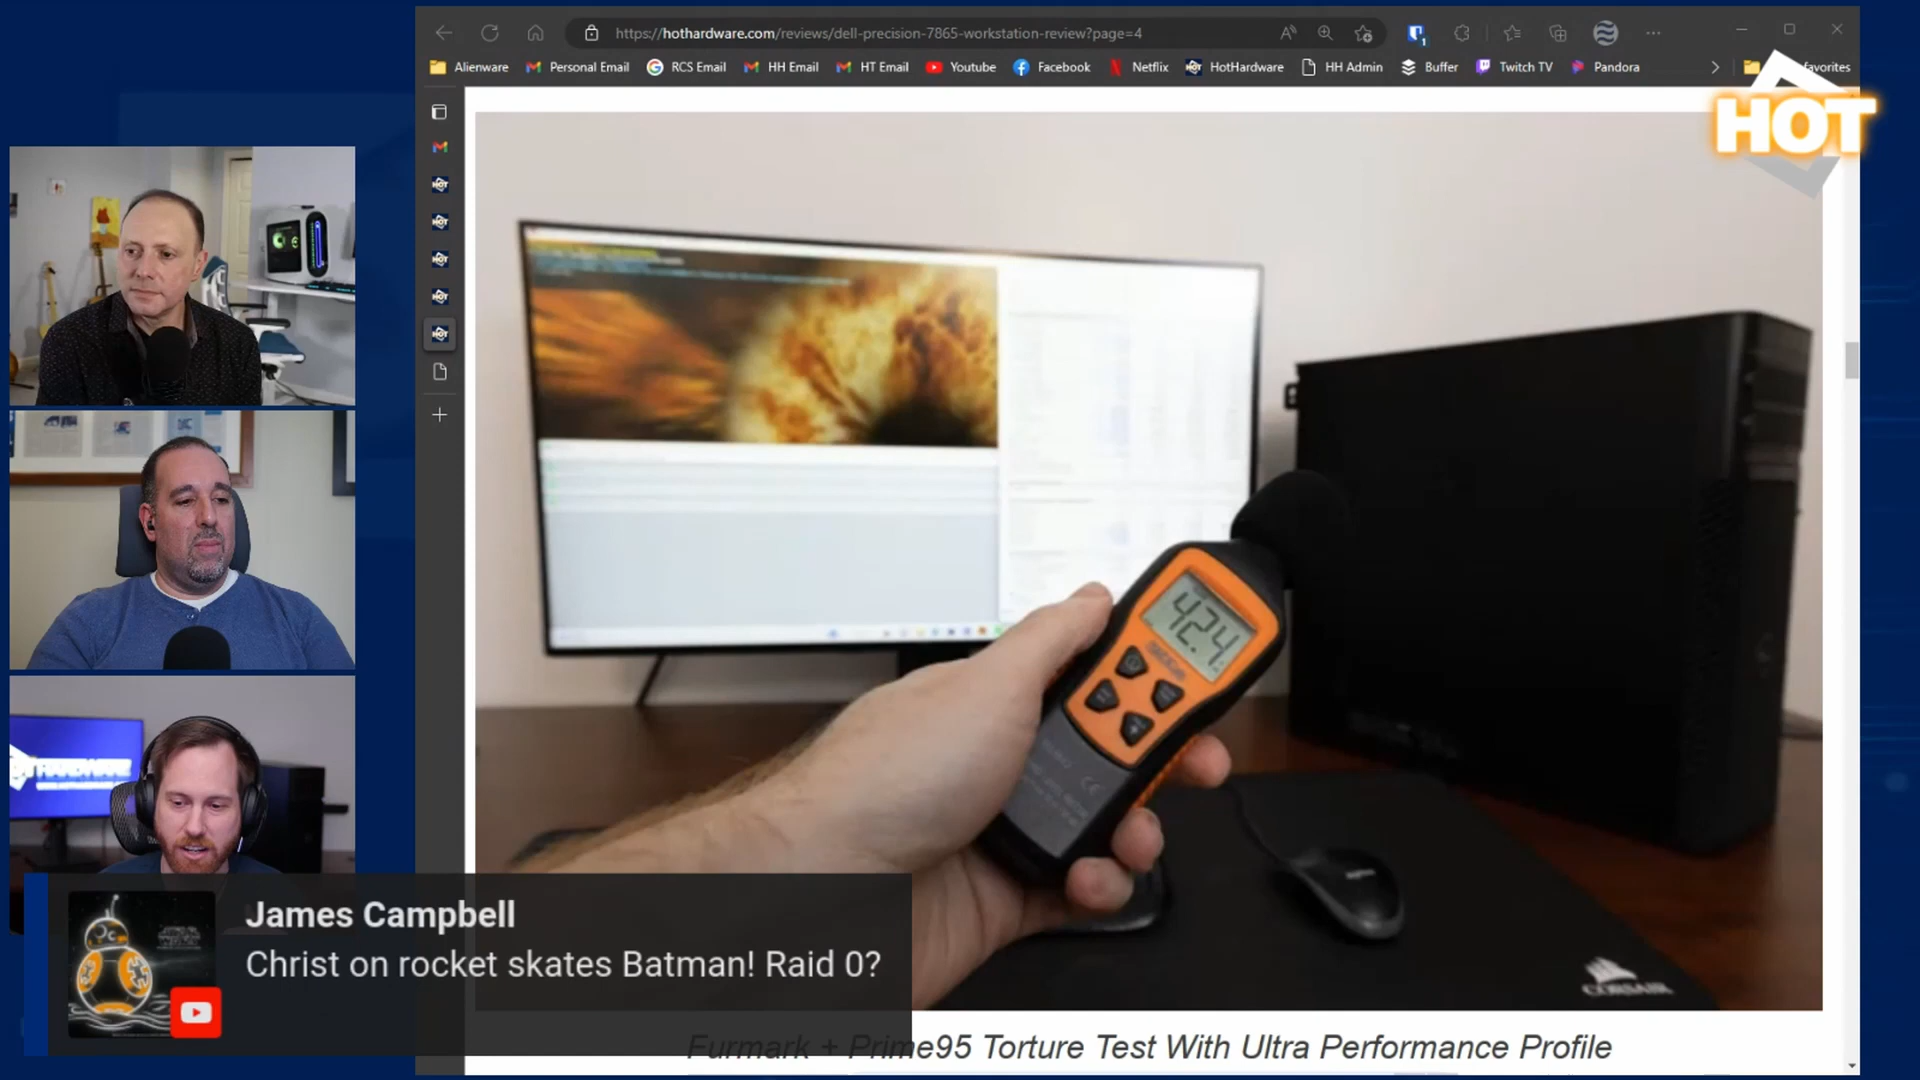 https://hothardware.com/reviews/dell-precision-7865-workstation-review?page=4
Alienware Personal Email RCS Email HH Email HT Email Youtube Facebook Netflix HotHardware HH Admin Buffer Twitch TV Pandora favorites
HOT
42.4
CORSAIR
Furmark + Prime95 Torture Test With Ultra Performance Profile
James Campbell
Christ on rocket skates Batman! Raid 0?